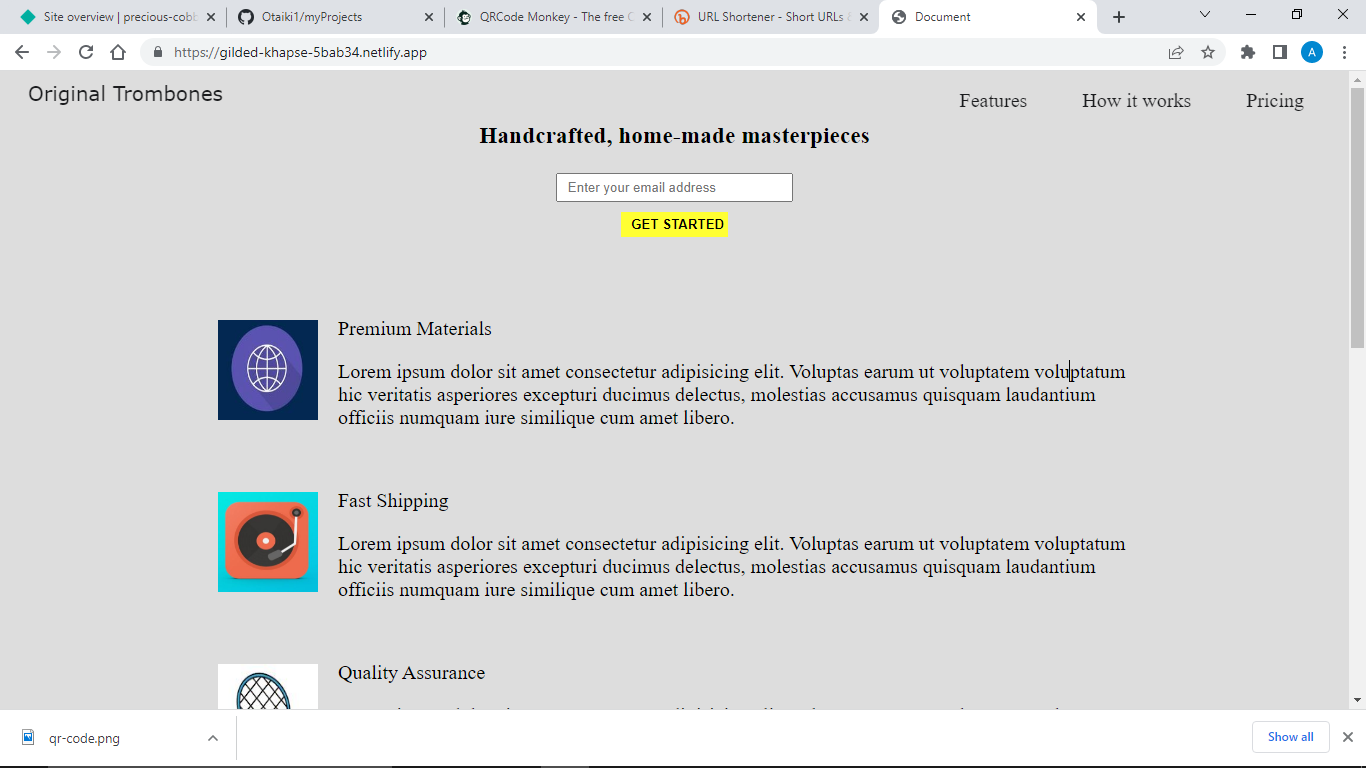 Site overview | precious-cobb
Otaiki1/myProjects
QRCode Monkey - The free C
URL Shortener - Short URLs &
Document
https://gilded-khapse-5bab34.netlify.app
A
Original Trombones
Features How it works Pricing
Handcrafted, home-made masterpieces
Enter your email address
GET STARTED
Premium Materials
Lorem ipsum dolor sit amet consectetur adipisicing elit. Voluptas earum ut voluptatem voluptatum
hic veritatis asperiores excepturi ducimus delectus, molestias accusamus quisquam laudantium
officiis numquam iure similique cum amet libero.
Fast Shipping
Lorem ipsum dolor sit amet consectetur adipisicing elit. Voluptas earum ut voluptatem voluptatum
hic veritatis asperiores excepturi ducimus delectus, molestias accusamus quisquam laudantium
officiis numquam iure similique cum amet libero.
Quality Assurance
qr-code.png
Show all